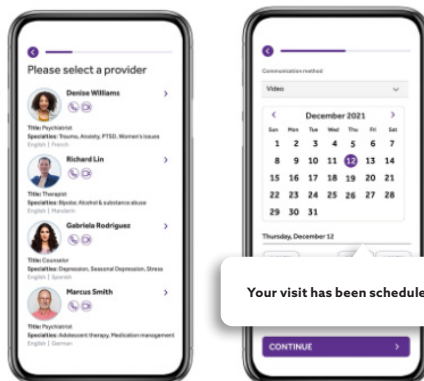 Please select a provider
Denise Williams
Title: Psychiatrist
Specialties: Trauma, Anxiety, PTSD, Women's issues
English | French
Richard Lin
Title: Therapist
Specialties: Bipolar, Alcohol & substance abuse
English | Mandarin
Gabriela Rodriguez
Title: Counselor
Specialties: Depression, Seasonal Depression, Stress
English | Spanish
Marcus Smith
Title: Psychiatrist
Specialties: Adolescent therapy, Medication management
English | German
Communication method
Video
December 2021
Sun Mon Tue Wed Thu Fri Sat
1 2 3 4 5 6 7
8 9 10 11 12 13 14
15 16 17 18 19 20 21
22 23 24 25 26 27 28
29 30 31
Thursday, December 12
Your visit has been schedule
CONTINUE